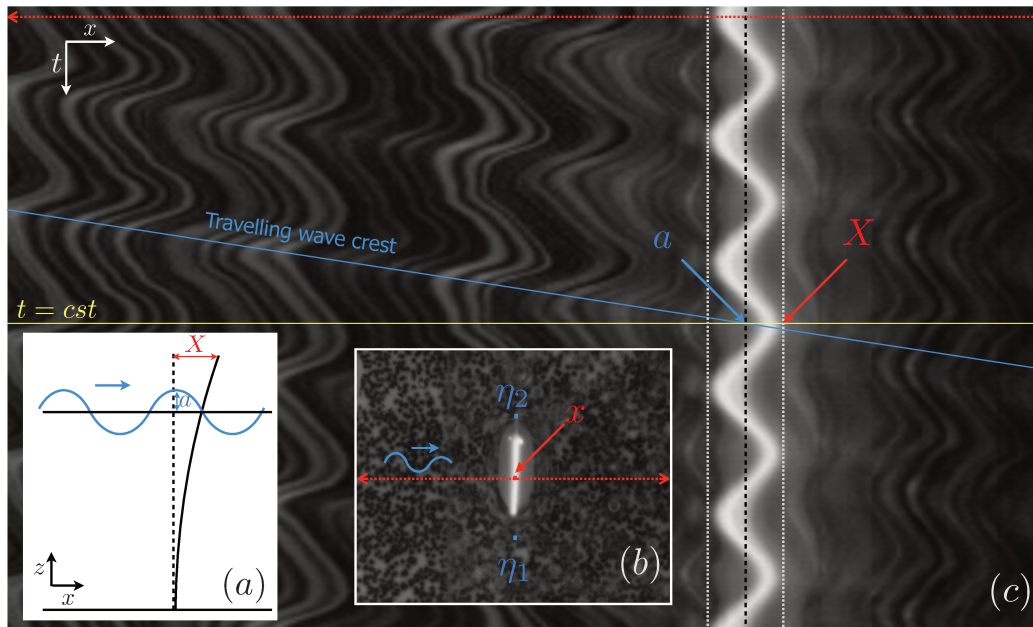 x
t
Travelling wave crest
a
X
t = cst
X
a
z
x
(a)
η2
x
η1
(b)
(c)